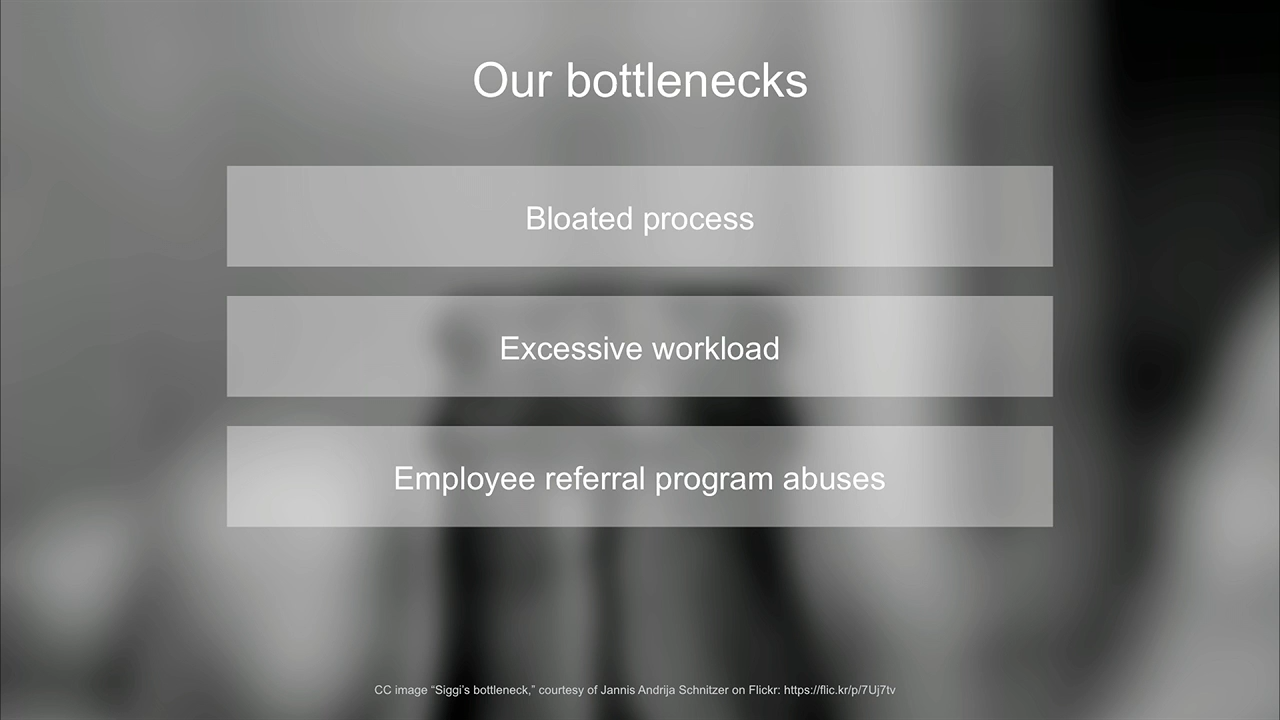 Our bottlenecks
Bloated process
Excessive workload
Employee referral program abuses
CC image “Siggi's bottleneck,” courtesy of Jannis Andrija Schnitzer on Flickr: https://flic.kr/p/7Uj7tv